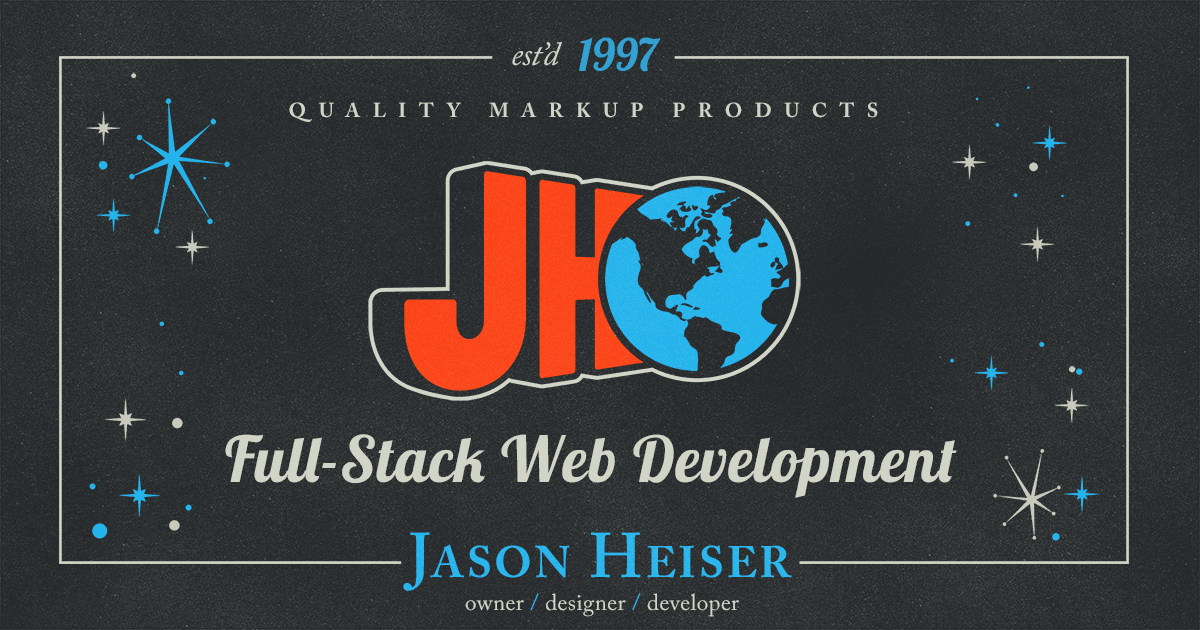 est'd 1997
QUALITY MARKUP PRODUCTS
JH
Full-Stack Web Development
Jason Heiser
owner / designer / developer